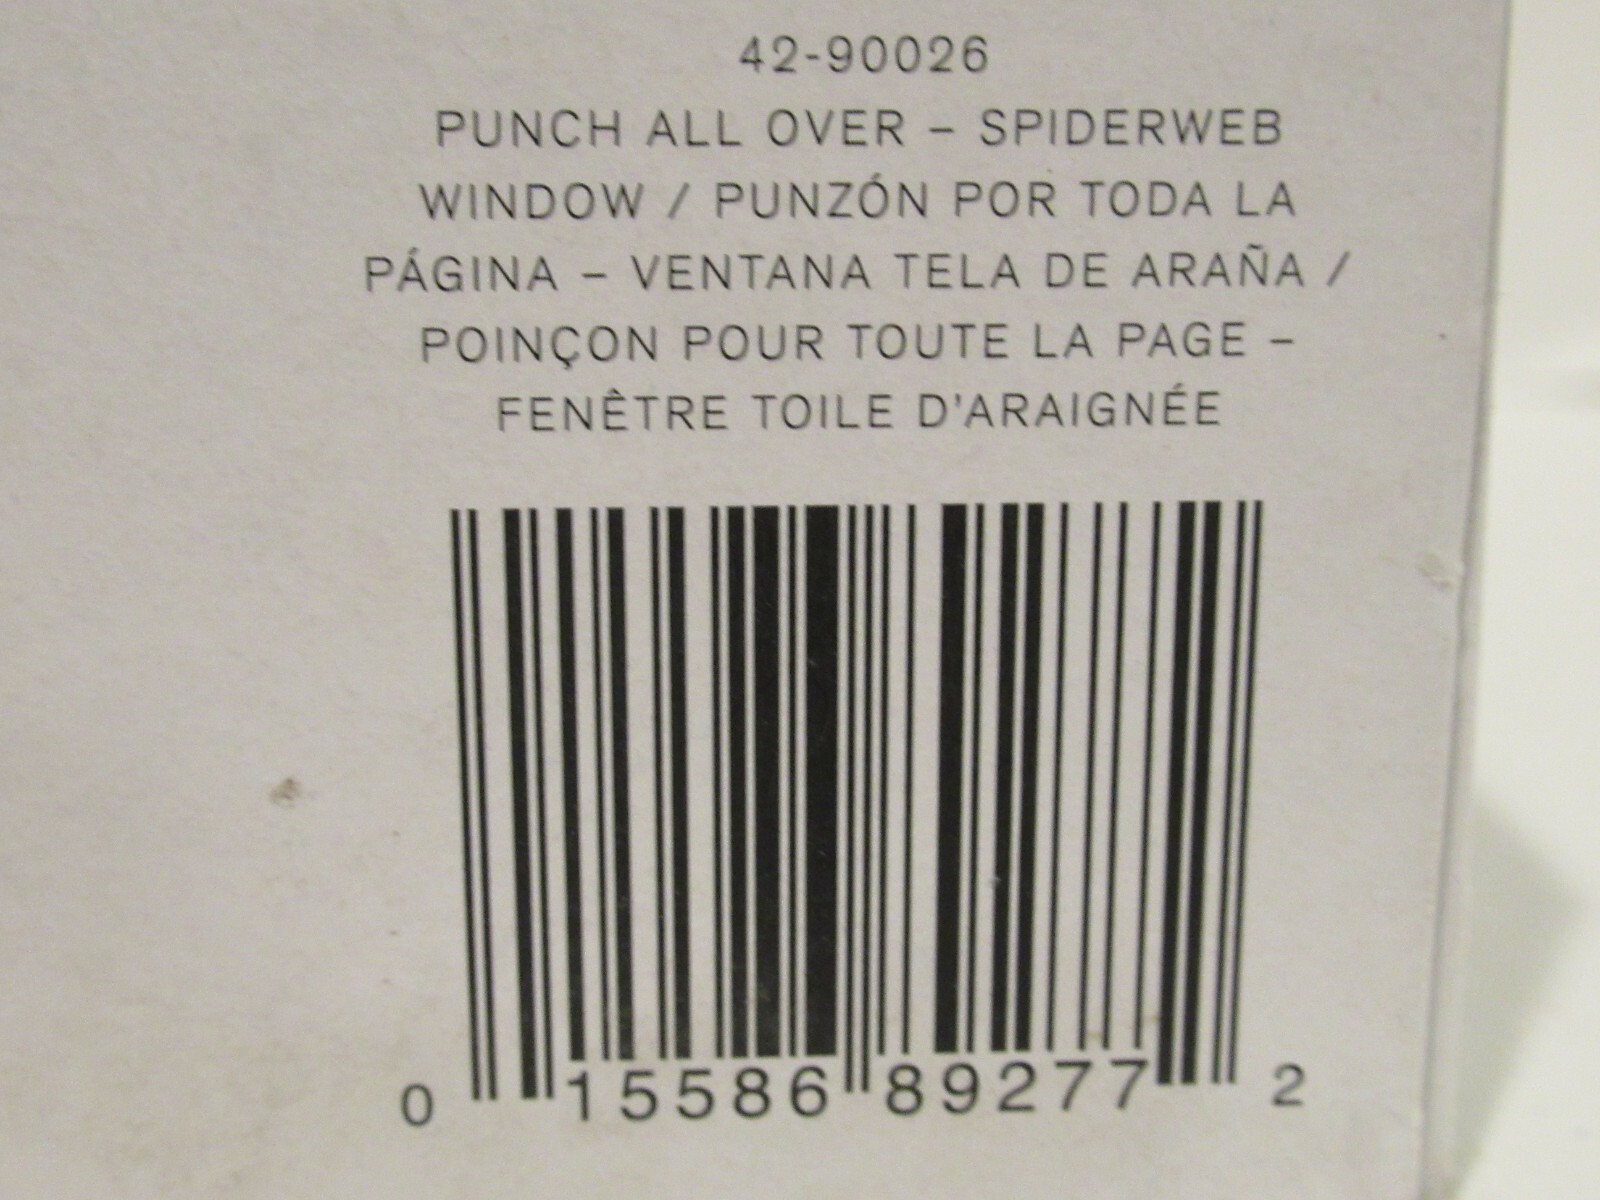 42-90026
PUNCH ALL OVER – SPIDERWEB
WINDOW / PUNZÓN POR TODA LA
PÁGINA – VENTANA TELA DE ARAÑA /
POINÇON POUR TOUTE LA PAGE –
FENÊTRE TOILE D'ARAIGNÉE
0 15586 89277 2